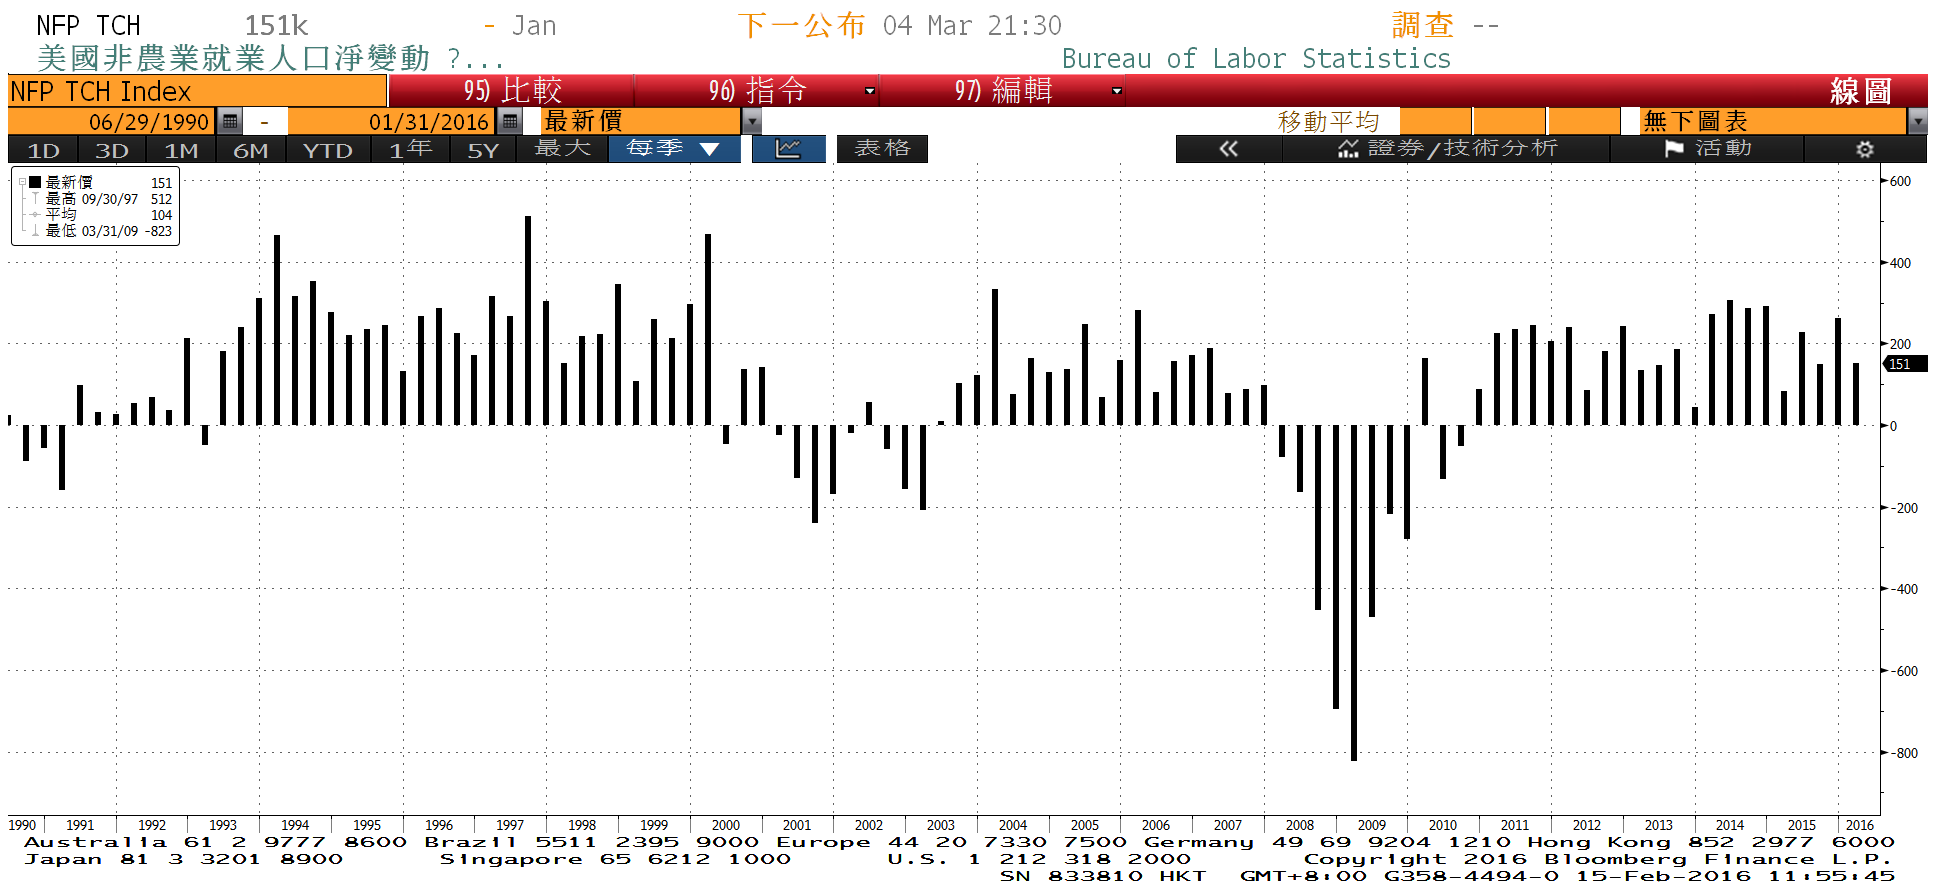 NFP TCH 151k - Jan 下一公布 04 Mar 21:30 調查 --
美國非農業就業人口淨變動 ?... Bureau of Labor Statistics
NFP TCH Index 95) 比較 96) 指令 97) 編輯 線圖
06/29/1990 - 01/31/2016 最新價 移動平均 無下圖表
1D 3D 1M 6M YTD 1年 5Y 最大 每季 ▼ 表格 « 證券/技術分析 活動
最新價 151
最高 09/30/97 512
平均 104
最低 03/31/09 -823
600
400
200
151
0
-200
-400
-600
-800
1990 1991 1992 1993 1994 1995 1996 1997 1998 1999 2000 2001 2002 2003 2004 2005 2006 2007 2008 2009 2010 2011 2012 2013 2014 2015 2016
Australia 61 2 9777 8600 Brazil 5511 2395 9000 Europe 44 20 7330 7500 Germany 49 69 9204 1210 Hong Kong 852 2977 6000
Japan 81 3 3201 8900 Singapore 65 6212 1000 U.S. 1 212 318 2000 Copyright 2016 Bloomberg Finance L.P.
SN 833810 HKT GMT+8:00 G358-4494-0 15-Feb-2016 11:55:45